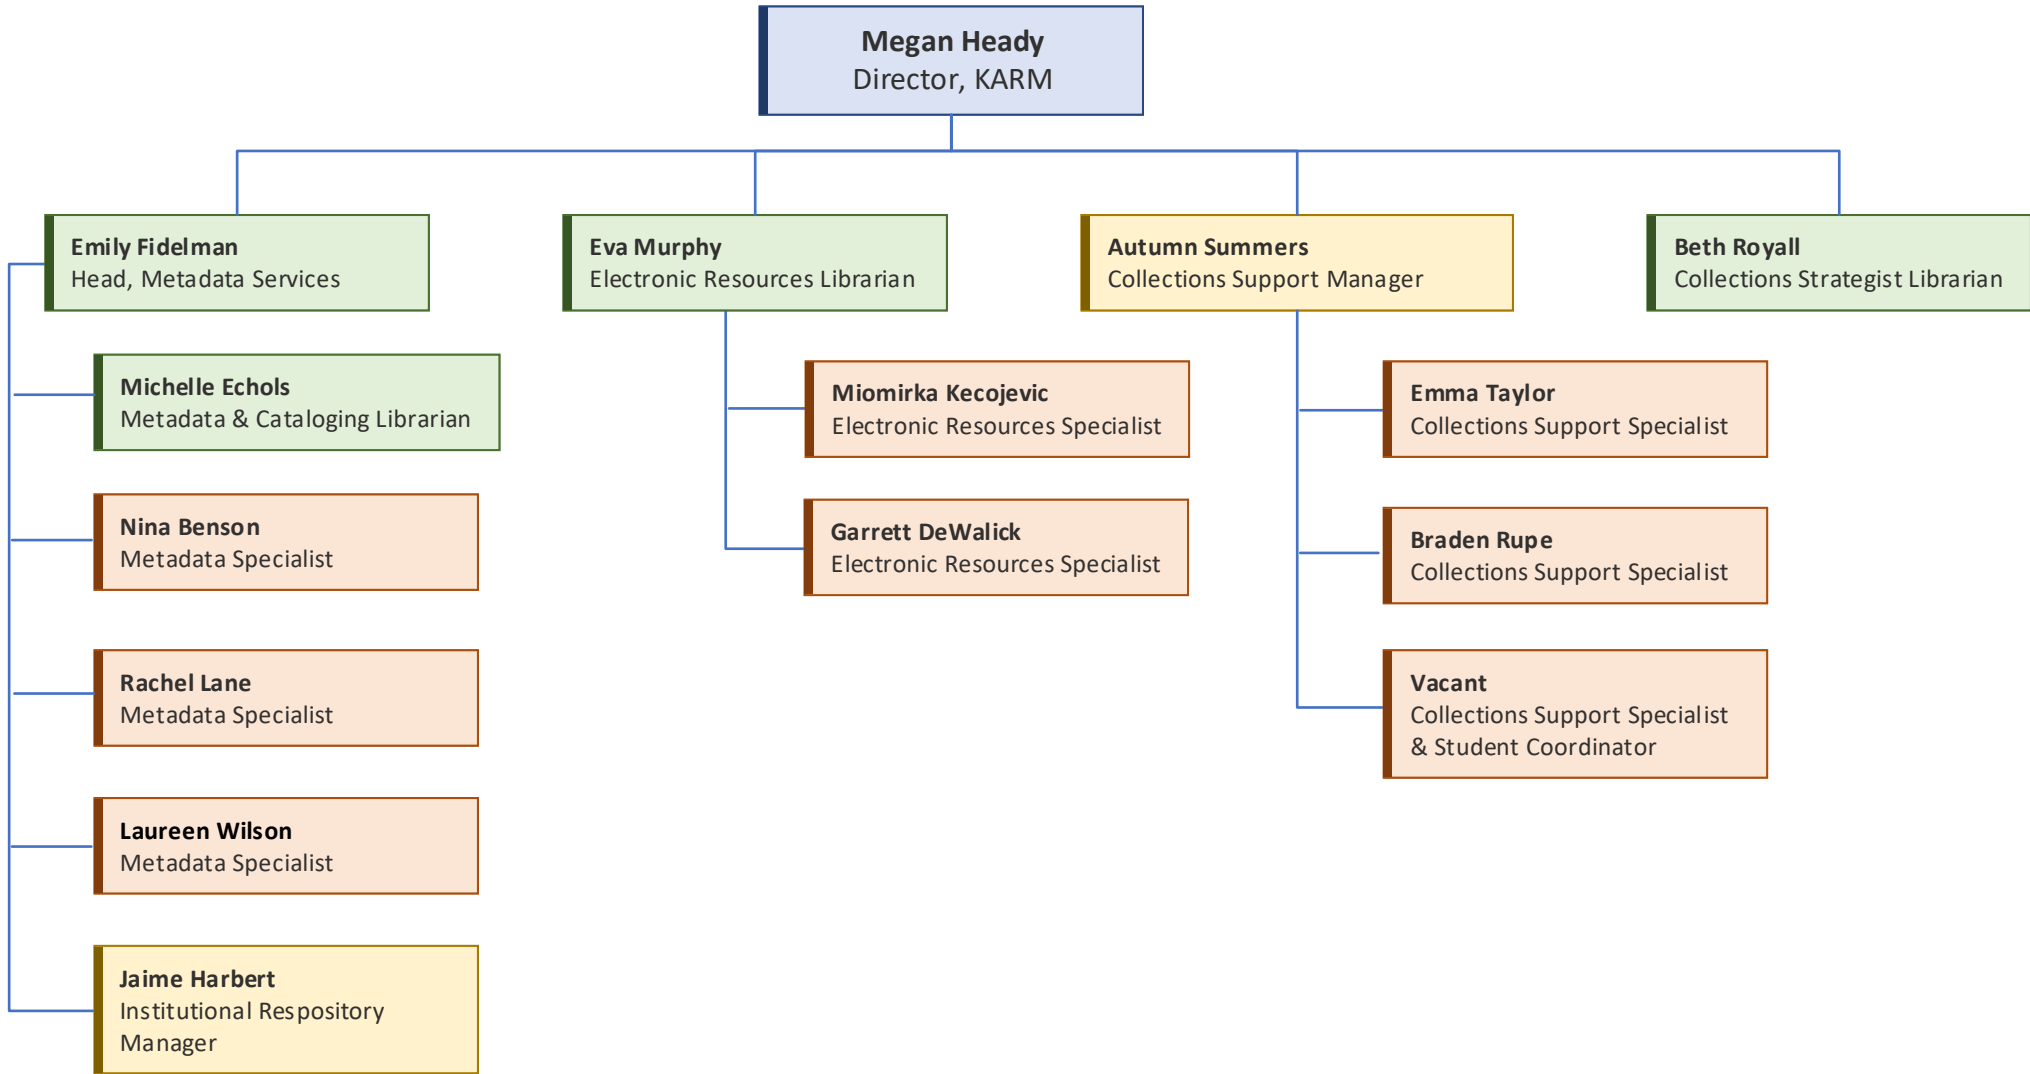 Megan Heady
Director, KARM
Emily Fidelman
Head, Metadata Services
Eva Murphy
Electronic Resources Librarian
Autumn Summers
Collections Support Manager
Beth Royall
Collections Strategist Librarian
Michelle Echols
Metadata & Cataloging Librarian
Nina Benson
Metadata Specialist
Rachel Lane
Metadata Specialist
Laureen Wilson
Metadata Specialist
Jaime Harbert
Institutional Respository
Manager
Miomirka Kecojevic
Electronic Resources Specialist
Garrett DeWalick
Electronic Resources Specialist
Emma Taylor
Collections Support Specialist
Braden Rupe
Collections Support Specialist
Vacant
Collections Support Specialist
& Student Coordinator